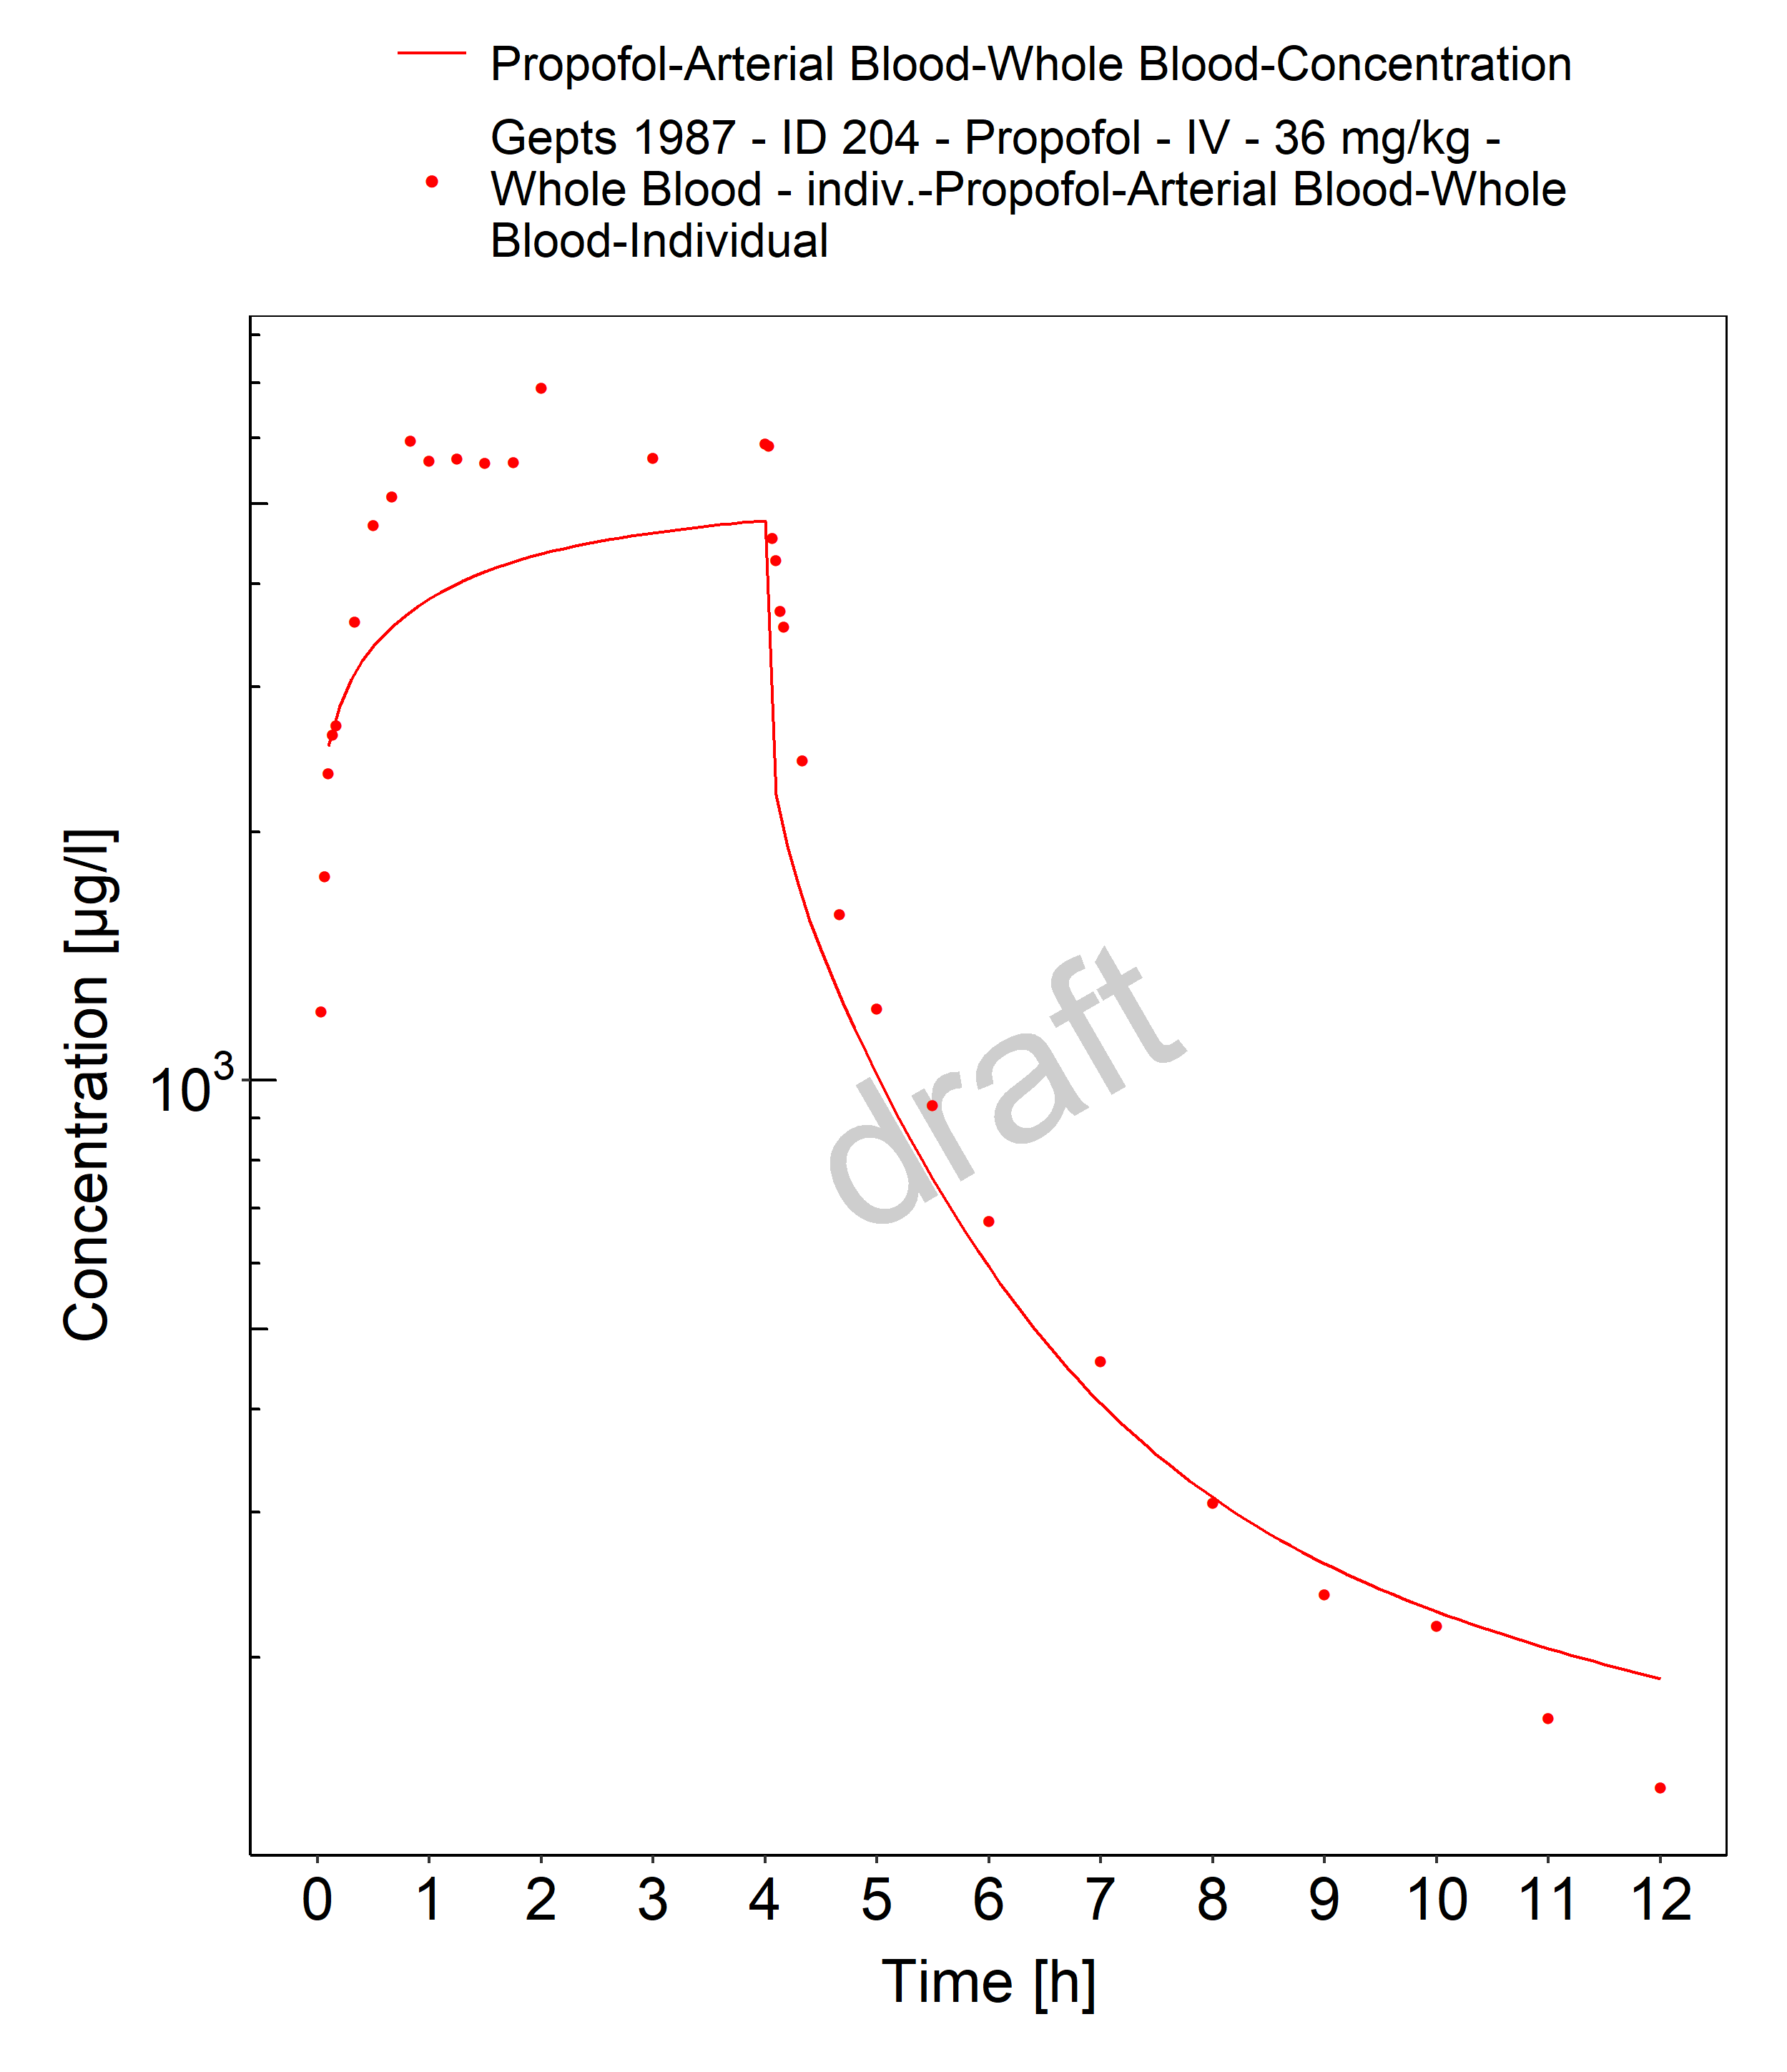 Propofol-Arterial Blood-Whole Blood-Concentration
Gepts 1987 - ID 204 - Propofol - IV - 36 mg/kg -
Whole Blood - indiv.-Propofol-Arterial Blood-Whole
Blood-Individual
Concentration [µg/l]
10³
draft
0 1 2 3 4 5 6 7 8 9 10 11 12
Time [h]